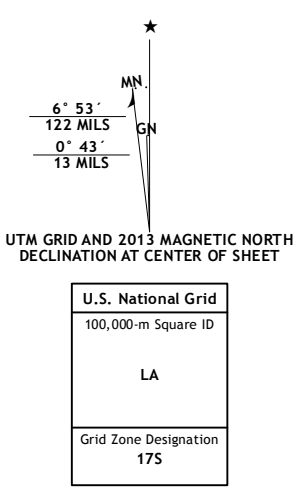 ★
MN
GN
6° 53´
122 MILS
0° 43´
13 MILS
UTM GRID AND 2013 MAGNETIC NORTH
DECLINATION AT CENTER OF SHEET
U.S. National Grid
100,000-m Square ID
LA
Grid Zone Designation
17S